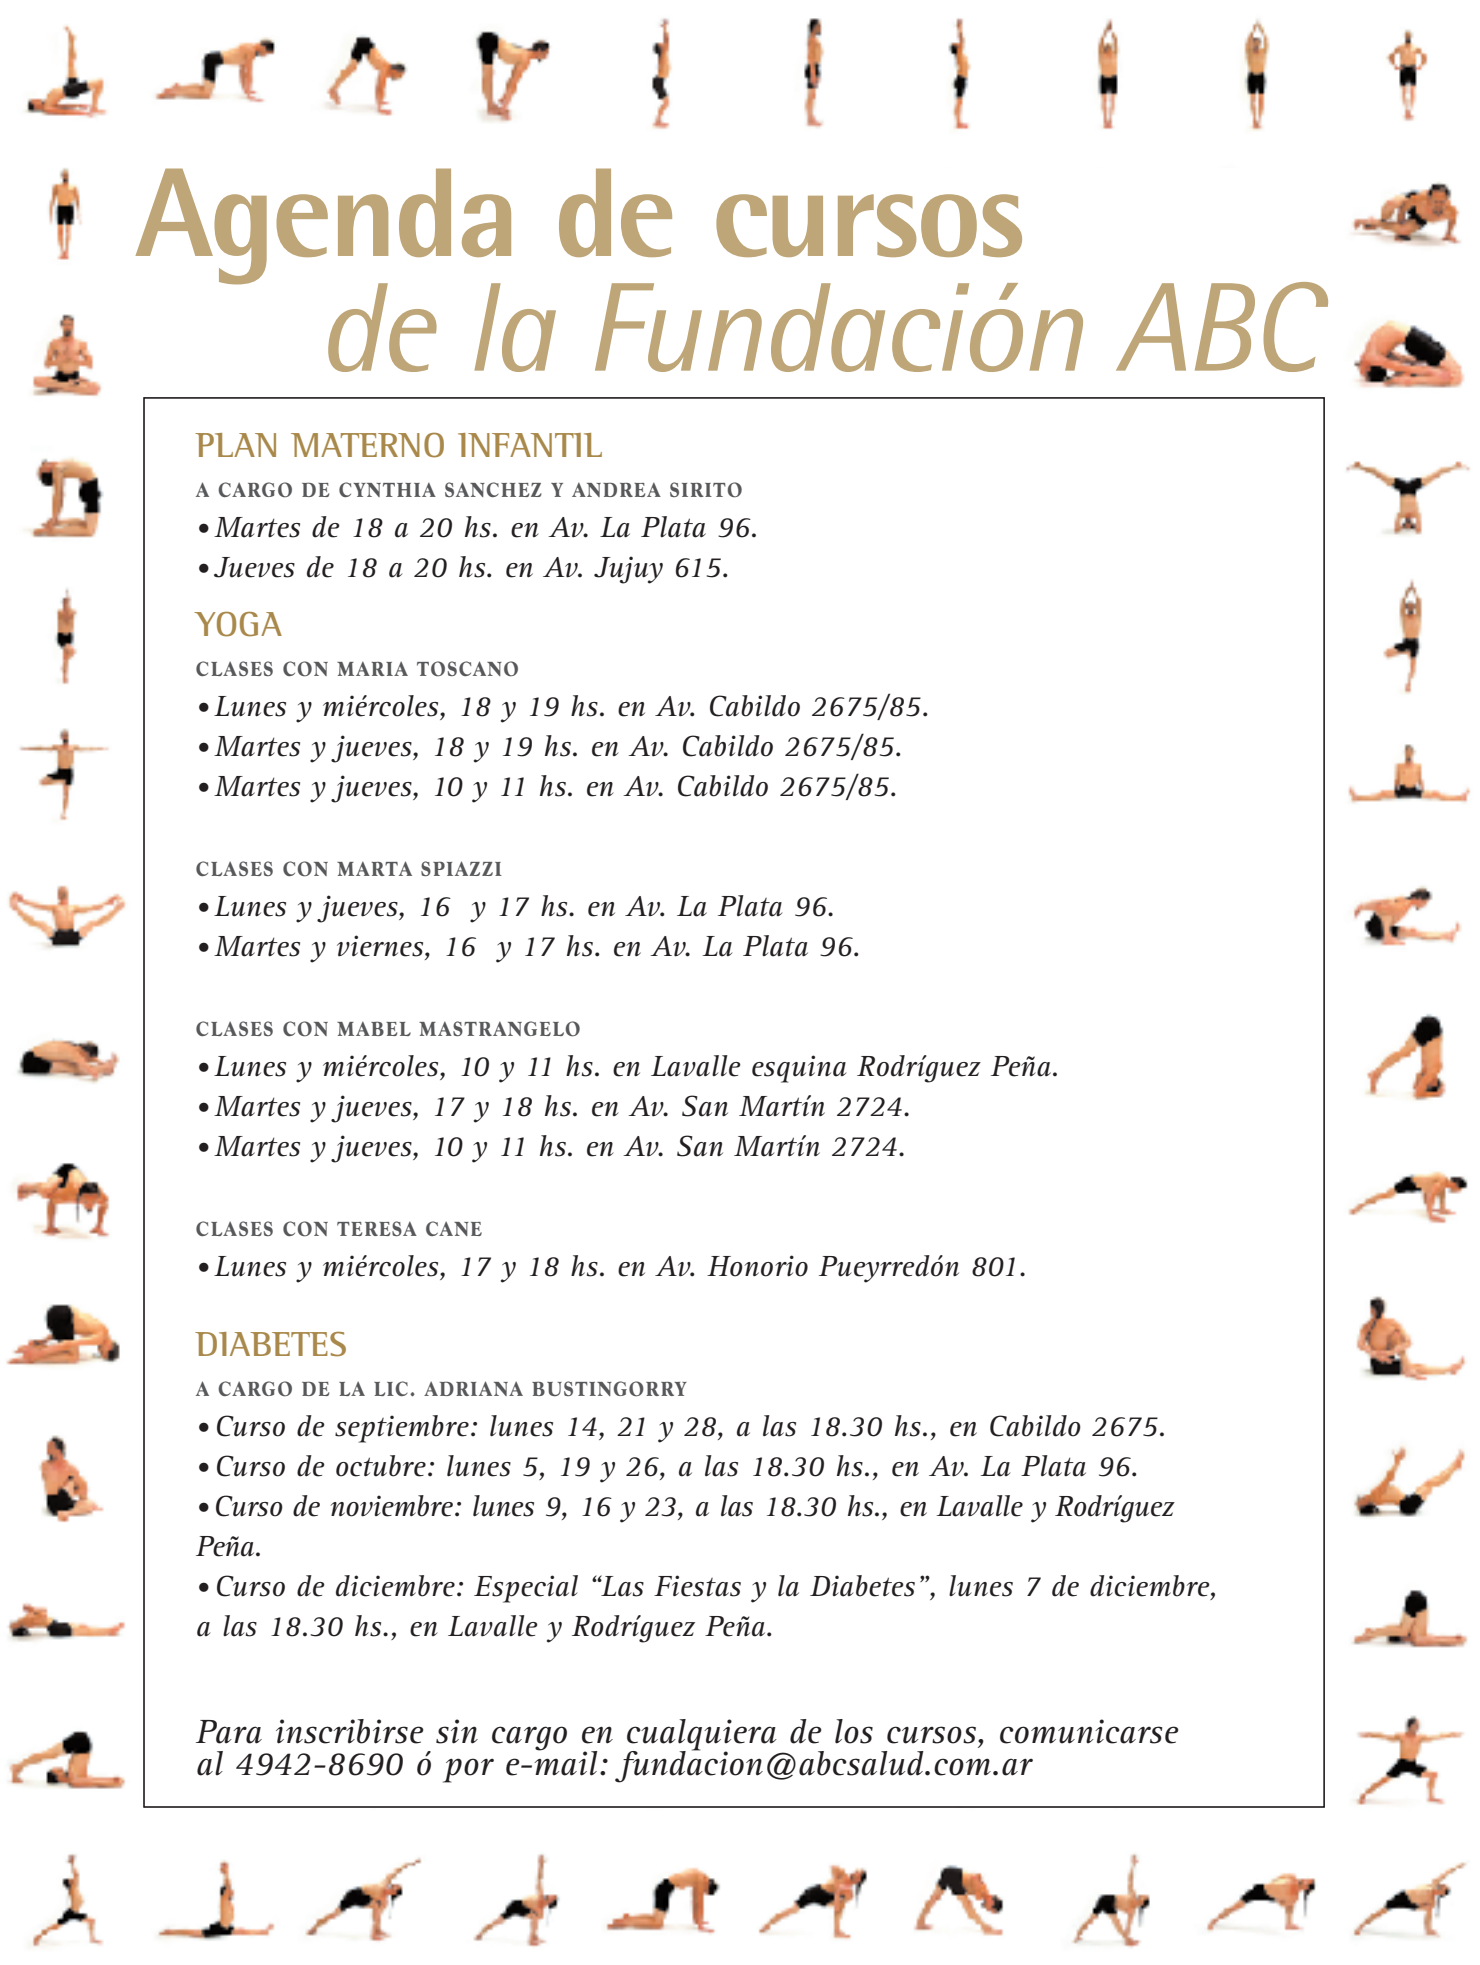 Agenda de cursos
de la Fundación ABC
PLAN MATERNO INFANTIL
A CARGO DE CYNTHIA SANCHEZ Y ANDREA SIRITO
•Martes de 18 a 20 hs. en Av. La Plata 96.
•Jueves de 18 a 20 hs. en Av. Jujuy 615.
YOGA
CLASES CON MARIA TOSCANO
•Lunes y miércoles, 18 y 19 hs. en Av. Cabildo 2675/85.
•Martes y jueves, 18 y 19 hs. en Av. Cabildo 2675/85.
•Martes y jueves, 10 y 11 hs. en Av. Cabildo 2675/85.
CLASES CON MARTA SPIAZZI
•Lunes y jueves, 16 y 17 hs. en Av. La Plata 96.
•Martes y viernes, 16 y 17 hs. en Av. La Plata 96.
CLASES CON MABEL MASTRANGELO
•Lunes y miércoles, 10 y 11 hs. en Lavalle esquina Rodríguez Peña.
•Martes y jueves, 17 y 18 hs. en Av. San Martín 2724.
•Martes y jueves, 10 y 11 hs. en Av. San Martín 2724.
CLASES CON TERESA CANE
•Lunes y miércoles, 17 y 18 hs. en Av. Honorio Pueyrredón 801.
DIABETES
A CARGO DE LA LIC. ADRIANA BUSTINGORRY
•Curso de septiembre: lunes 14, 21 y 28, a las 18.30 hs., en Cabildo 2675.
•Curso de octubre: lunes 5, 19 y 26, a las 18.30 hs., en Av. La Plata 96.
•Curso de noviembre: lunes 9, 16 y 23, a las 18.30 hs., en Lavalle y Rodríguez
Peña.
•Curso de diciembre: Especial “Las Fiestas y la Diabetes”, lunes 7 de diciembre,
a las 18.30 hs., en Lavalle y Rodríguez Peña.
Para inscribirse sin cargo en cualquiera de los cursos, comunicarse
al 4942-8690 ó por e-mail: fundacion@abcsalud.com.ar